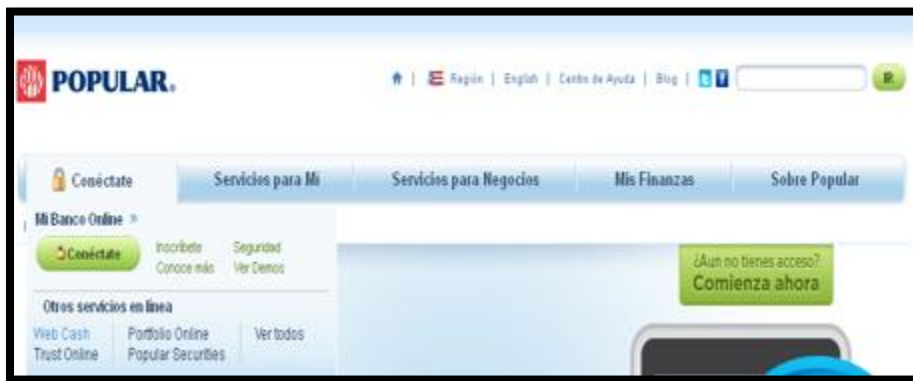 POPULAR.
| Región | English | Centro de Ayuda | Blog |
IR
Conéctate Servicios para Mi Servicios para Negocios Mis Finanzas Sobre Popular
Mi Banco Online »
Conéctate Inscríbete Seguridad
Conoce más Ver Demos
¿Aun no tienes acceso?
Comienza ahora
Otros servicios en línea
Web Cash Portfolio Online Ver todos
Trust Online Popular Securities